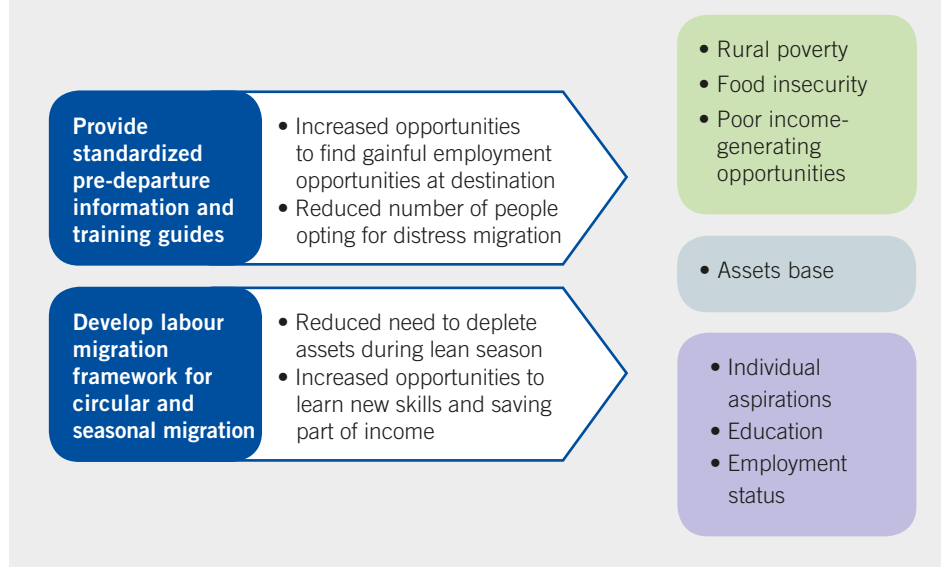 Provide
standardized
pre-departure
information and
training guides
• Increased opportunities
to find gainful employment
opportunities at destination
• Reduced number of people
opting for distress migration
Develop labour
migration
framework for
circular and
seasonal migration
• Reduced need to deplete
assets during lean season
• Increased opportunities to
learn new skills and saving
part of income
• Rural poverty
• Food insecurity
• Poor income-
generating
opportunities
• Assets base
• Individual
aspirations
• Education
• Employment
status